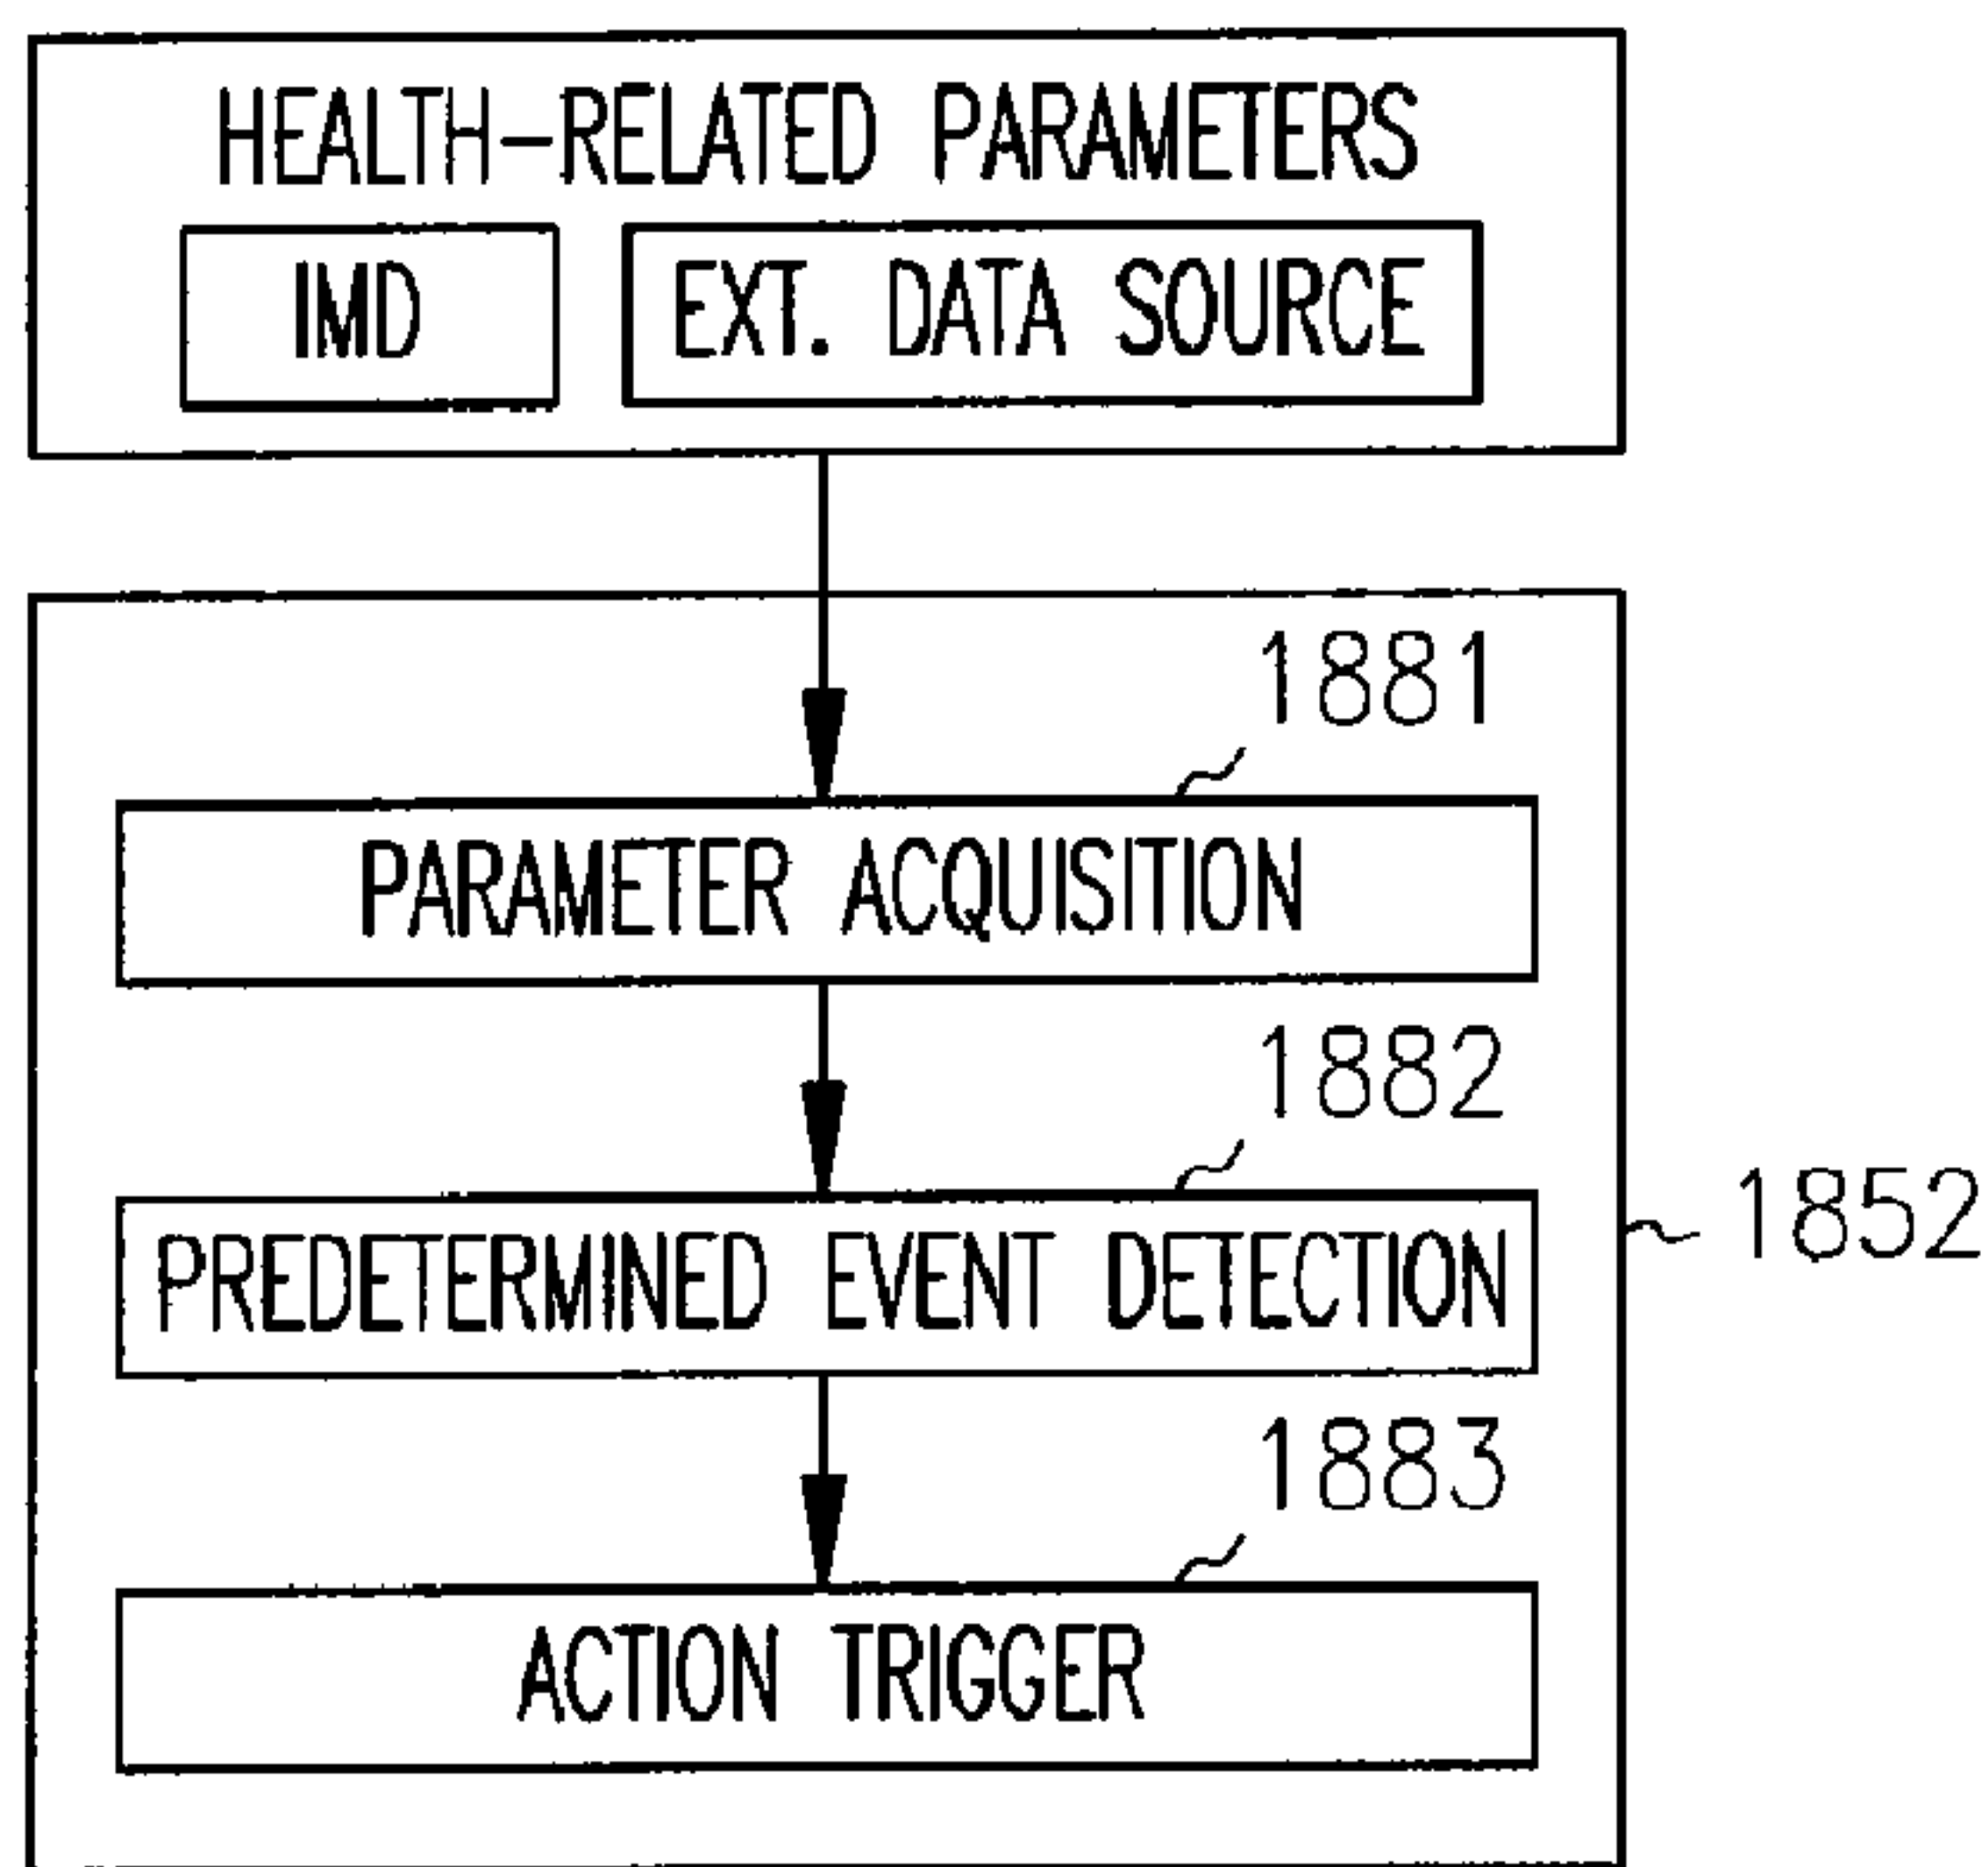 HEALTH-RELATED PARAMETERS
IMD
EXT. DATA SOURCE
1881
PARAMETER ACQUISITION
1882
1852
PREDETERMINED EVENT DETECTION
1883
ACTION TRIGGER